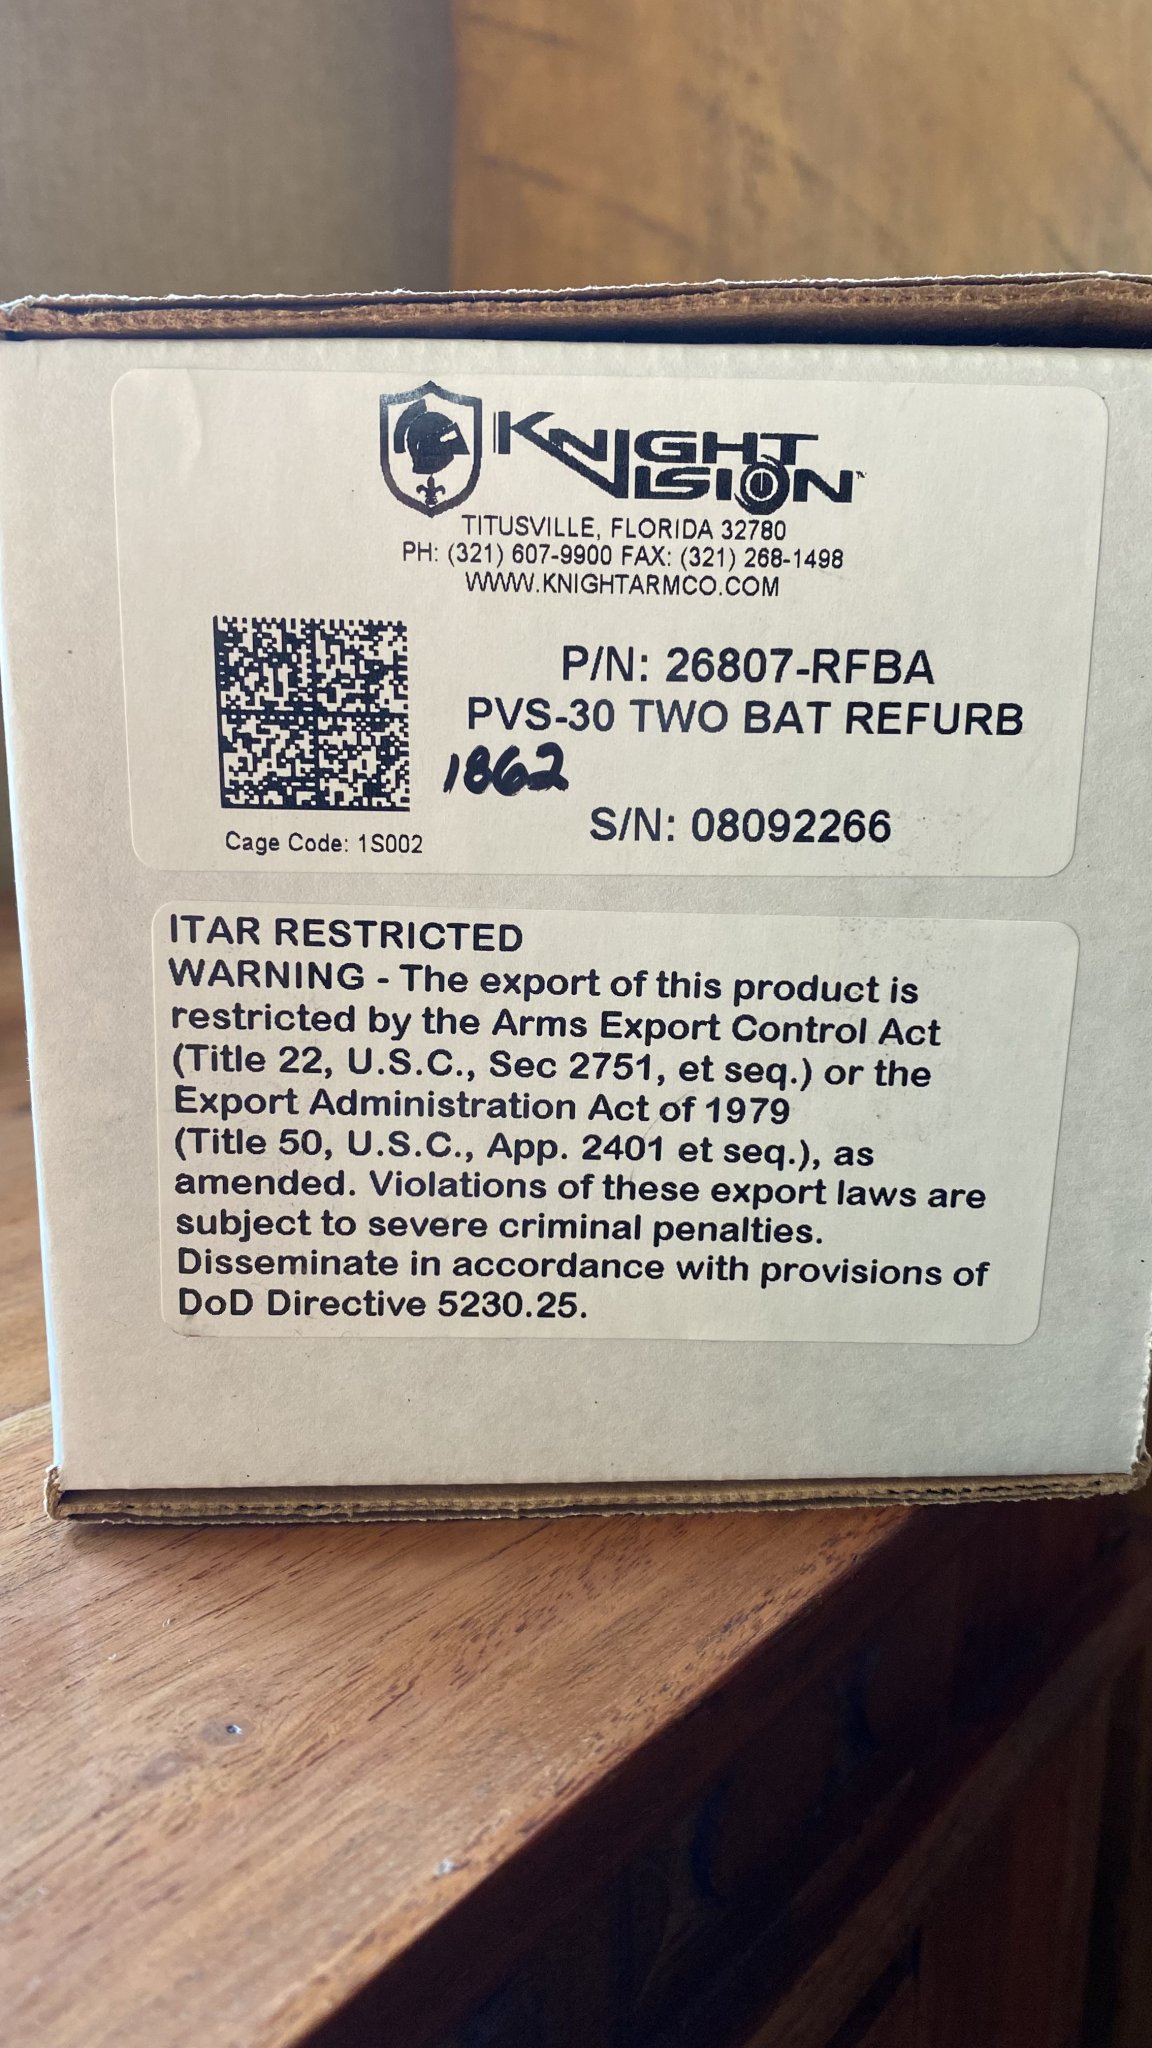 KNIGHT
VISION™
TITUSVILLE, FLORIDA 32780
PH: (321) 607-9900 FAX: (321) 268-1498
WWW.KNIGHTARMCO.COM
P/N: 26807-RFBA
PVS-30 TWO BAT REFURB
1862
S/N: 08092266
Cage Code: 1S002
ITAR RESTRICTED
WARNING - The export of this product is
restricted by the Arms Export Control Act
(Title 22, U.S.C., Sec 2751, et seq.) or the
Export Administration Act of 1979
(Title 50, U.S.C., App. 2401 et seq.), as
amended. Violations of these export laws are
subject to severe criminal penalties.
Disseminate in accordance with provisions of
DoD Directive 5230.25.